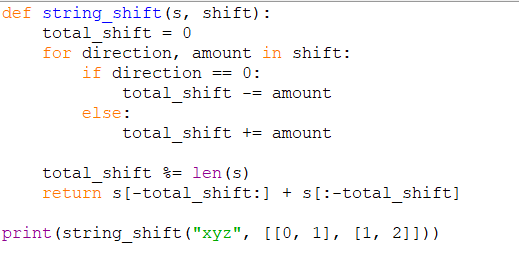 def string_shift(s, shift):
    total_shift = 0
    for direction, amount in shift:
        if direction == 0:
            total_shift -= amount
        else:
            total_shift += amount

    total_shift %= len(s)
    return s[-total_shift:] + s[:-total_shift]

print(string_shift("xyz", [[0, 1], [1, 2]]))